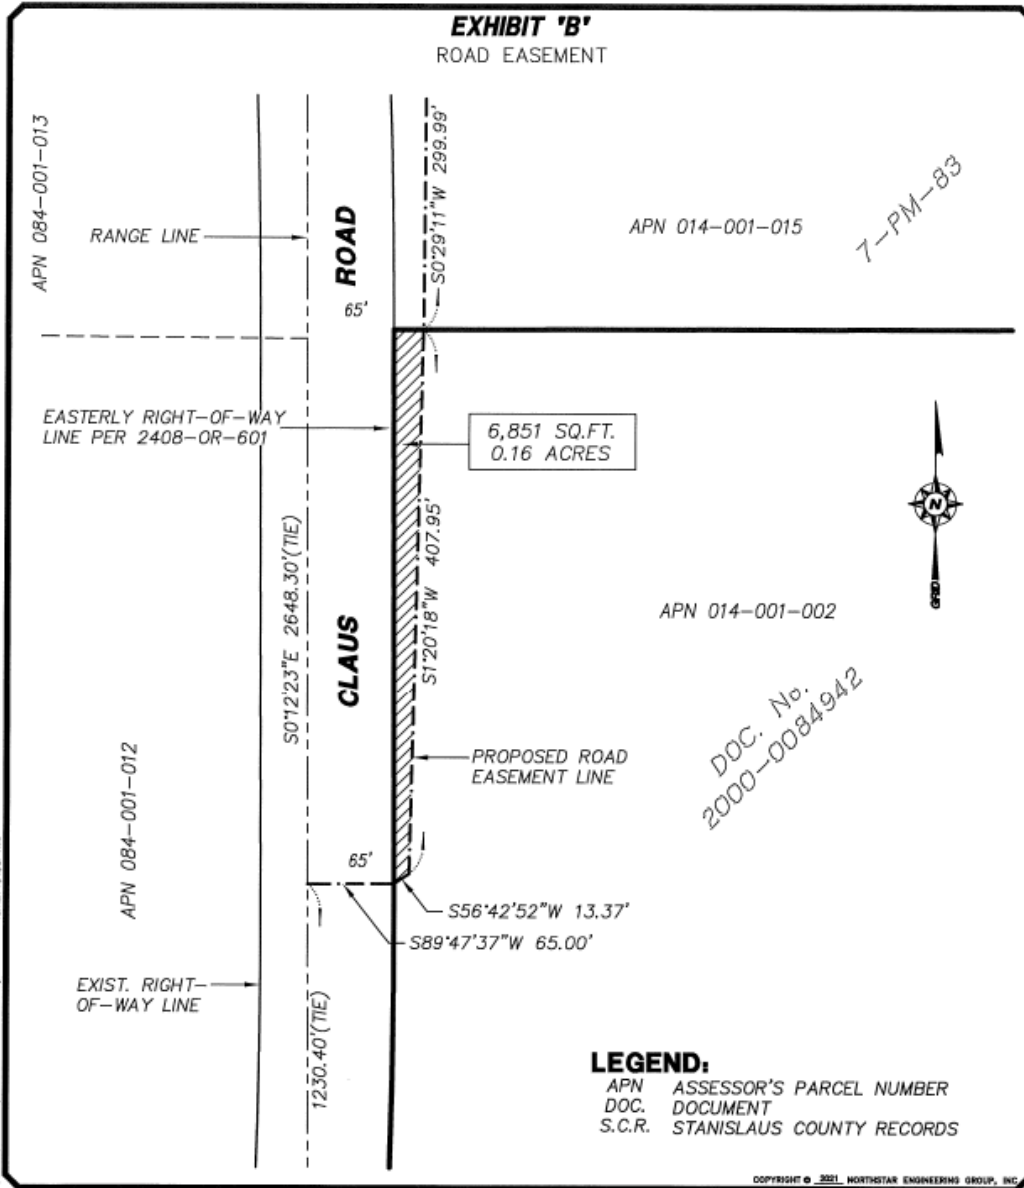 EXHIBIT "B"
ROAD EASEMENT
APN 084-001-013
RANGE LINE
ROAD
65'
S0°29'11"W 299.99'
APN 014-001-015
7-PM-83
EASTERLY RIGHT-OF-WAY
LINE PER 2408-OR-601
6,851 SQ.FT.
0.16 ACRES
N
GRID
S0°12'23"E 2648.30'(TIE)
CLAUS
S1°20'18"W 407.95'
APN 014-001-002
DOC. No.
2000-0084942
PROPOSED ROAD
EASEMENT LINE
APN 084-001-012
65'
S56°42'52"W 13.37'
S89°47'37"W 65.00'
EXIST. RIGHT-
OF-WAY LINE
1230.40'(TIE)
LEGEND:
APN ASSESSOR'S PARCEL NUMBER
DOC. DOCUMENT
S.C.R. STANISLAUS COUNTY RECORDS
COPYRIGHT © 2021 NORTHSTAR ENGINEERING GROUP, INC.